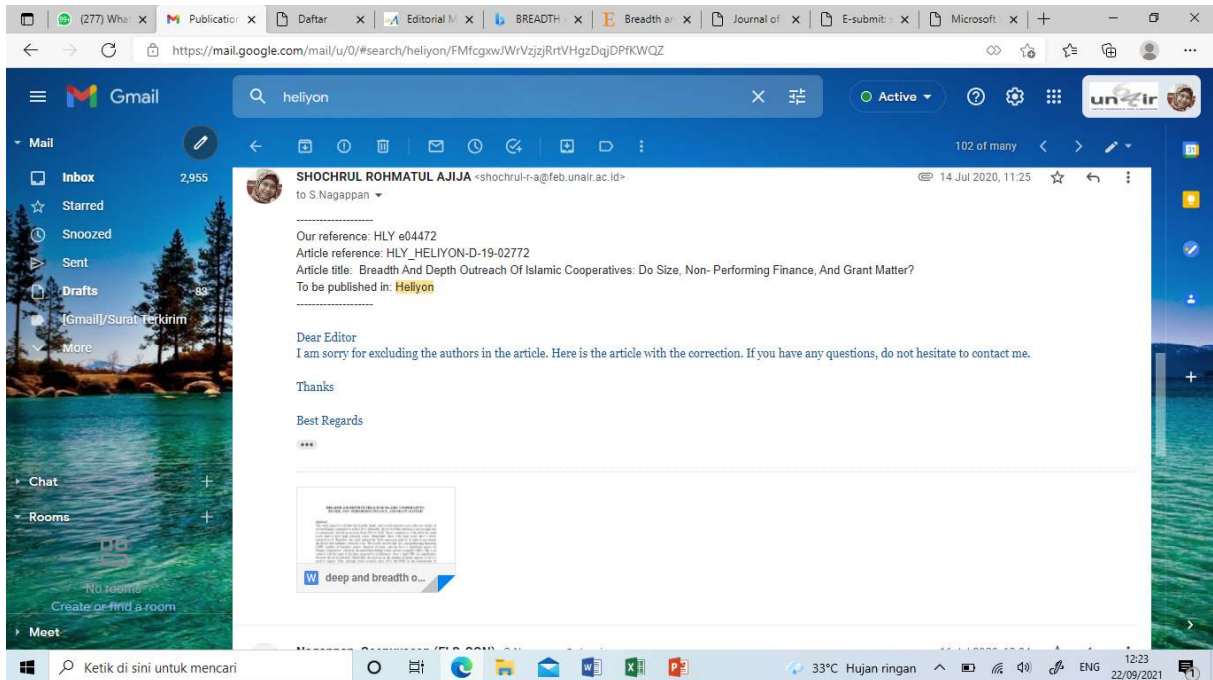 (277) Wha
Publication
Daftar
Editorial M
BREADTH
Breadth an
Journal of
E-submit:
Microsoft
https://mail.google.com/mail/u/0/#search/heliyon/FMfcgxwJWrVzjzjRrtVHgzDqjDPfKWQZ
Gmail
heliyon
Active
Mail
102 of many
Inbox 2,955
Starred
Snoozed
Sent
Drafts 83
[Gmail]/Surat Terkirim
More
SHOCHRUL ROHMATUL AJIJA <shochrul-r-a@feb.unair.ac.id>
14 Jul 2020, 11:25
to S.Nagappan
--------------------
Our reference: HLY e04472
Article reference: HLY_HELIYON-D-19-02772
Article title: Breadth And Depth Outreach Of Islamic Cooperatives: Do Size, Non- Performing Finance, And Grant Matter?
To be published in: Heliyon
--------------------
Dear Editor
I am sorry for excluding the authors in the article. Here is the article with the correction. If you have any questions, do not hesitate to contact me.
Thanks
Best Regards
Chat
Rooms
No rooms
Create or find a room
Meet
W deep and breadth o...
Ketik di sini untuk mencari
33°C Hujan ringan
ENG
12:23
22/09/2021